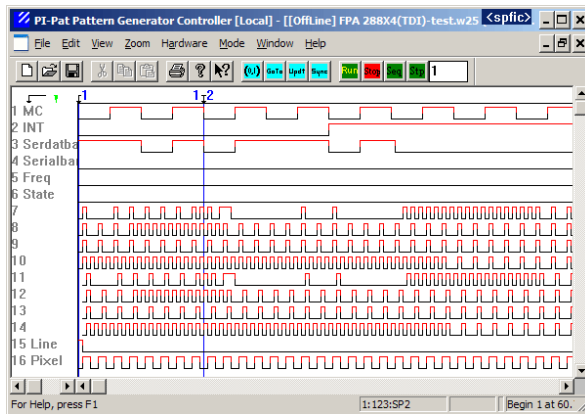 PI-Pat Pattern Generator Controller [Local] - [[OffLine] FPA 288X4(TDI)-test.w25 <spfic>
File Edit View Zoom Hardware Mode Window Help
(0,1) GoTo UpdT Sync Run Stop Seq Stp 1
1 1 2
1 MC
2 INT
3 Serdatba
4 Serialbar
5 Freq
6 State
7
8
9
10
11
12
13
14
15 Line
16 Pixel
For Help, press F1 1:123:SP2 Begin 1 at 60.